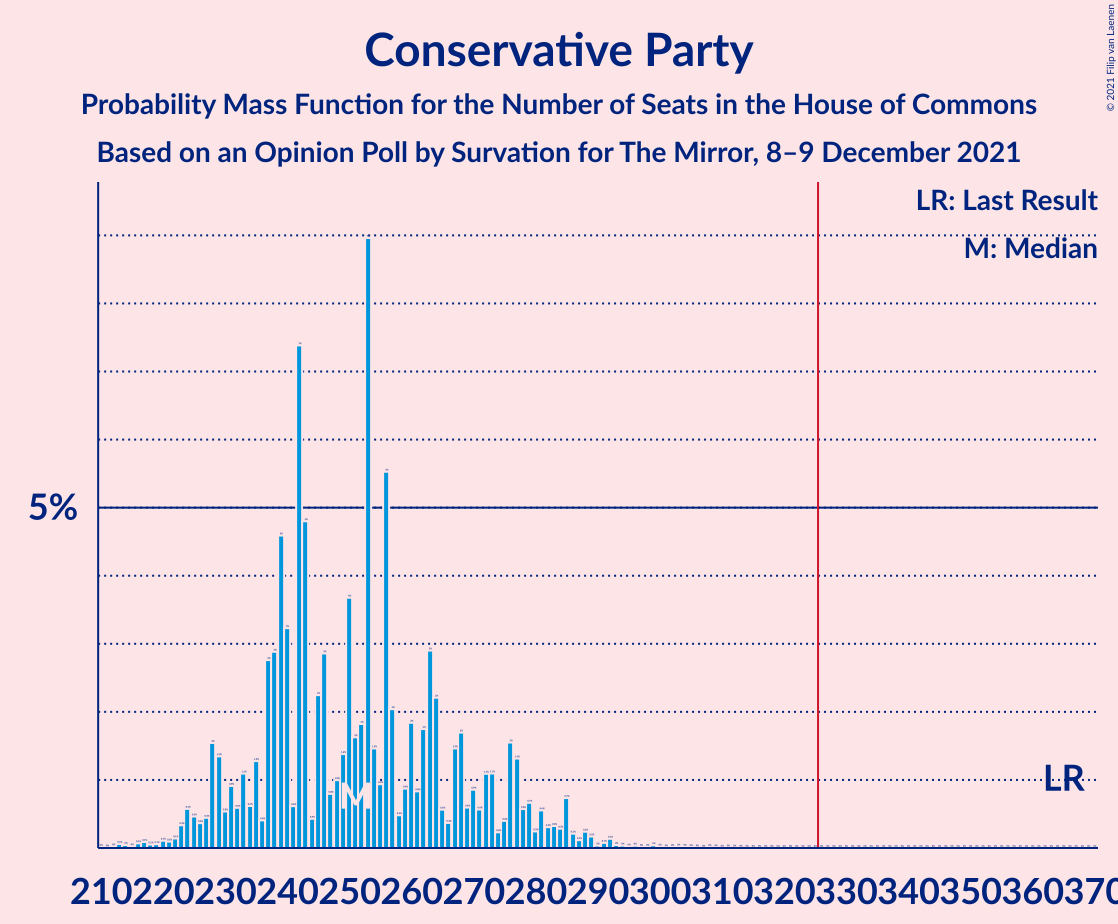 Conservative Party
Probability Mass Function for the Number of Seats in the House of Commons
Based on an Opinion Poll by Survation for The Mirror, 8–9 December 2021
© 2021 Filip van Laenen
LR: Last Result
M: Median
5%
M
LR
210220230240250260270280290300310320330340350360370